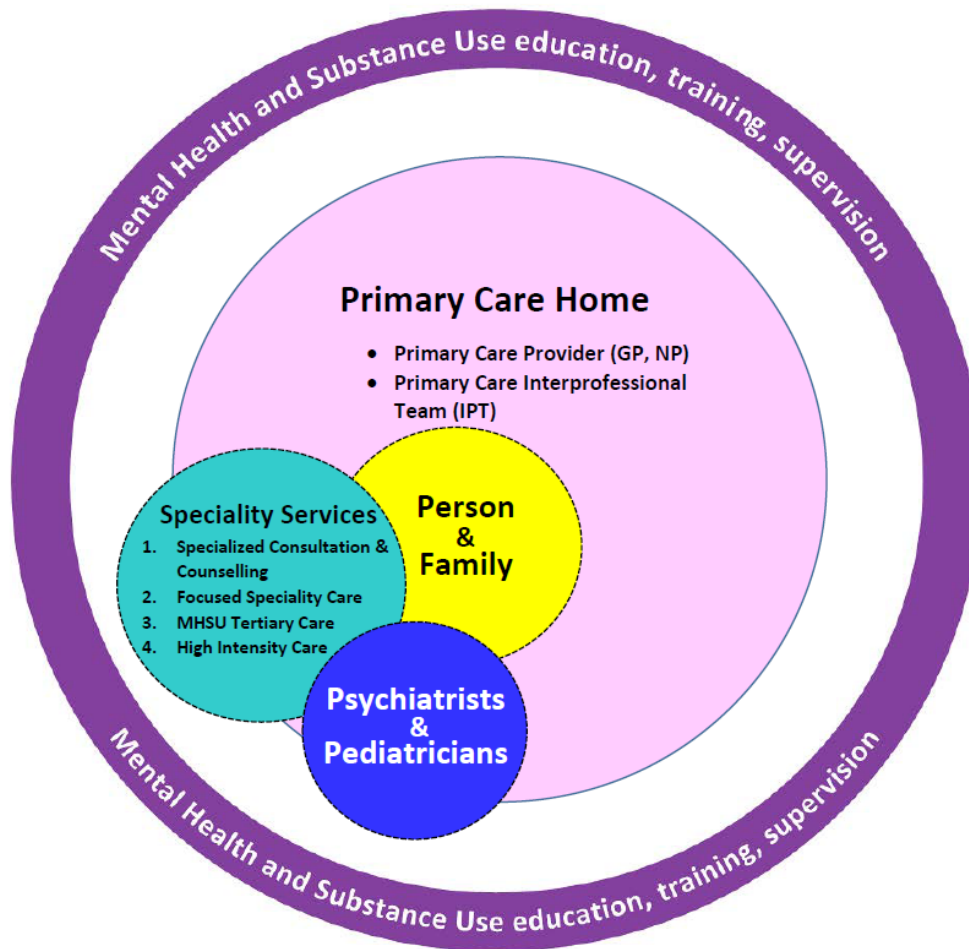 Mental Health and Substance Use education, training, supervision
Primary Care Home
• Primary Care Provider (GP, NP)
• Primary Care Interprofessional
Team (IPT)
Speciality Services
1. Specialized Consultation &
Counselling
2. Focused Speciality Care
3. MHSU Tertiary Care
4. High Intensity Care
Person
&
Family
Psychiatrists
&
Pediatricians
Mental Health and Substance Use education, training, supervision